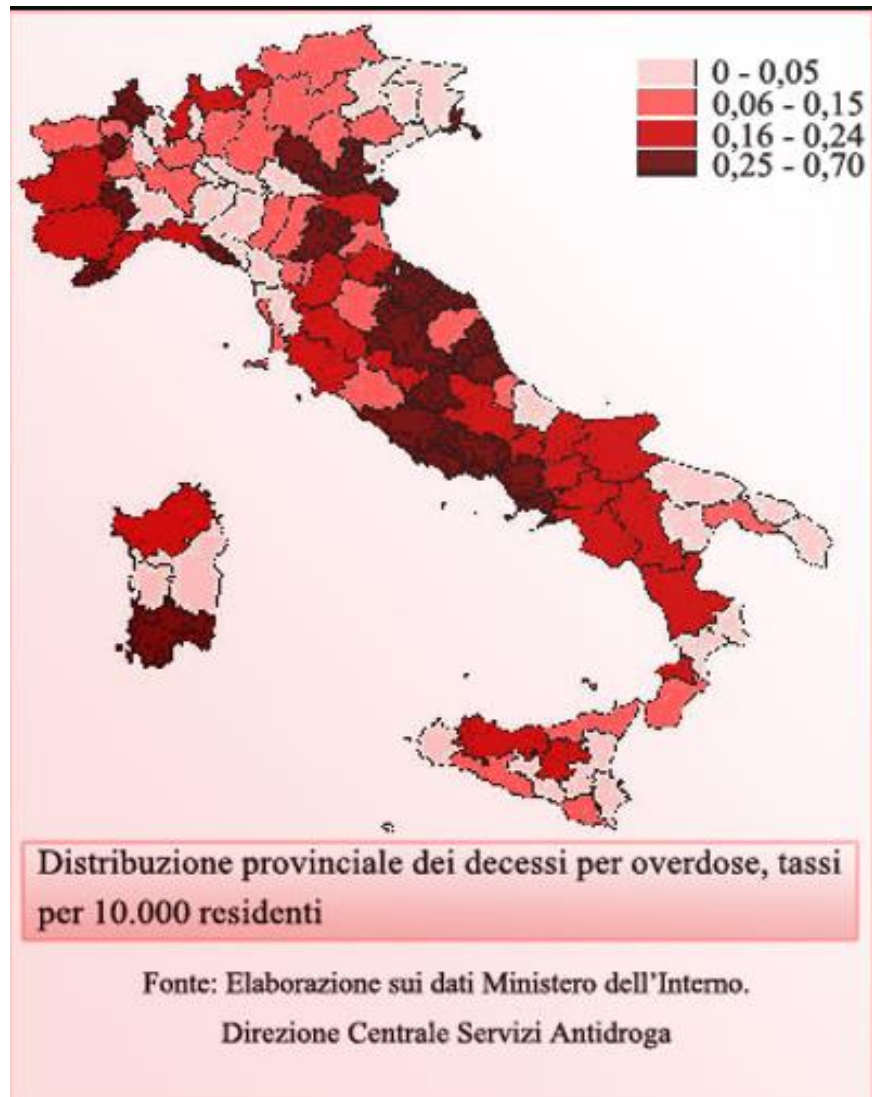 0 - 0,05
0,06 - 0,15
0,16 - 0,24
0,25 - 0,70
Distribuzione provinciale dei decessi per overdose, tassi
per 10.000 residenti
Fonte: Elaborazione sui dati Ministero dell'Interno.
Direzione Centrale Servizi Antidroga